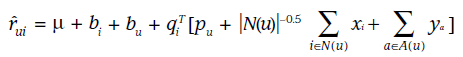 r̂ᵤᵢ = μ + bᵢ + bᵤ + qᵢᵀ[pᵤ + |N(u)|⁻⁰·⁵ ∑_{i∈N(u)} xᵢ + ∑_{a∈A(u)} yₐ]